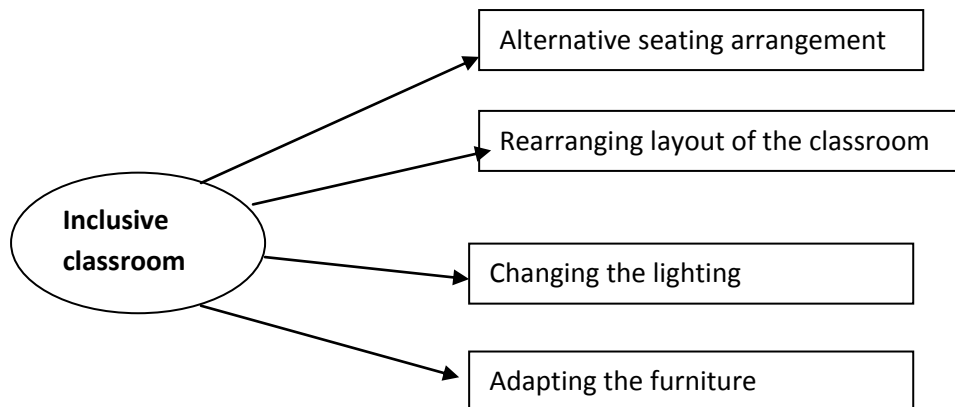 Alternative seating arrangement
Rearranging layout of the classroom
Inclusive
classroom
Changing the lighting
Adapting the furniture